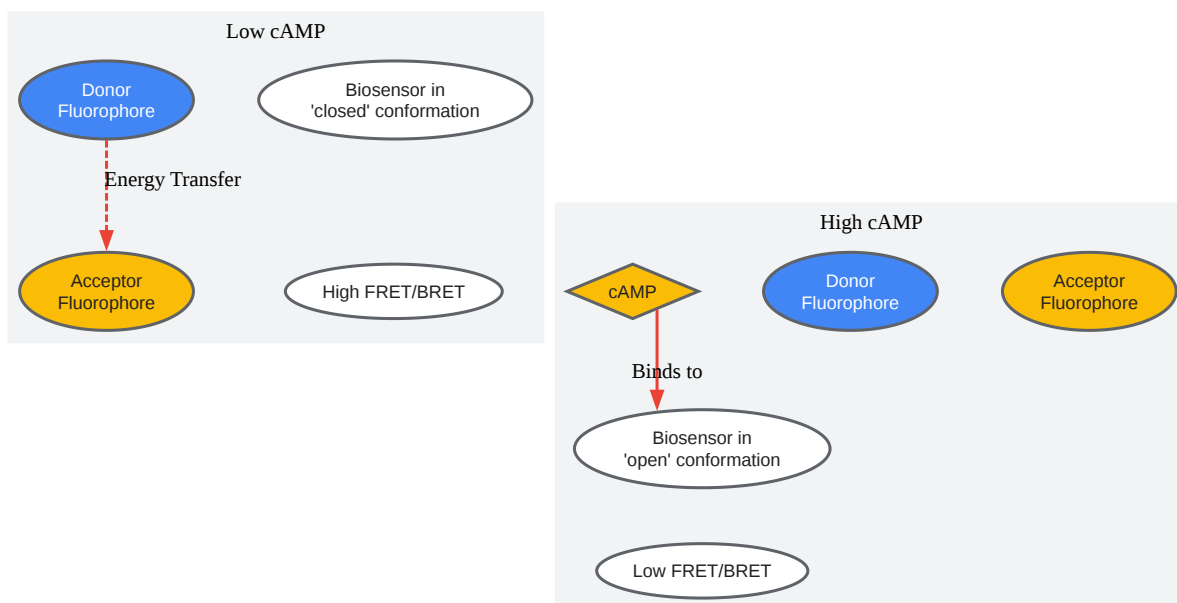 Low cAMP
Donor
Fluorophore
Biosensor in
'closed' conformation
Energy Transfer
Acceptor
Fluorophore
High FRET/BRET
High cAMP
cAMP
Donor
Fluorophore
Acceptor
Fluorophore
Binds to
Biosensor in
'open' conformation
Low FRET/BRET